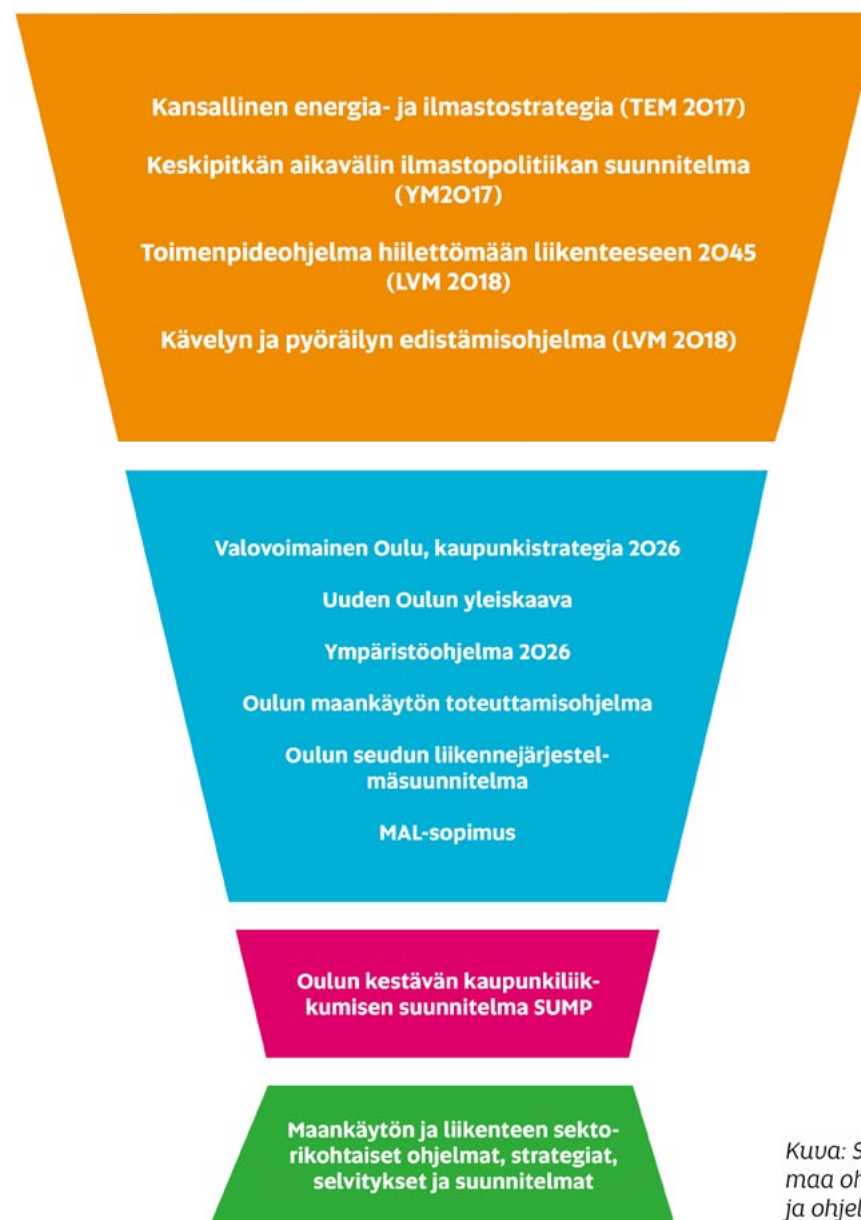 Kansallinen energia- ja ilmastostrategia (TEM 2017)
Keskipitkän aikavälin ilmastopolitiikan suunnitelma
(YM2017)
Toimenpideohjelma hiilettömään liikenteeseen 2045
(LVM 2018)
Kävelyn ja pyöräilyn edistämisohjelma (LVM 2018)
Valovoimainen Oulu, kaupunkistrategia 2026
Uuden Oulun yleiskaava
Ympäristöohjelma 2026
Oulun maankäytön toteuttamisohjelma
Oulun seudun liikennejärjestel-
mäsuunnitelma
MAL-sopimus
Oulun kestävän kaupunkiliik-
kumisen suunnitelma SUMP
Maankäytön ja liikenteen sekto-
rikohtaiset ohjelmat, strategiat,
selvitykset ja suunnitelmat
Kuva: S
maa oh
ja ohjel